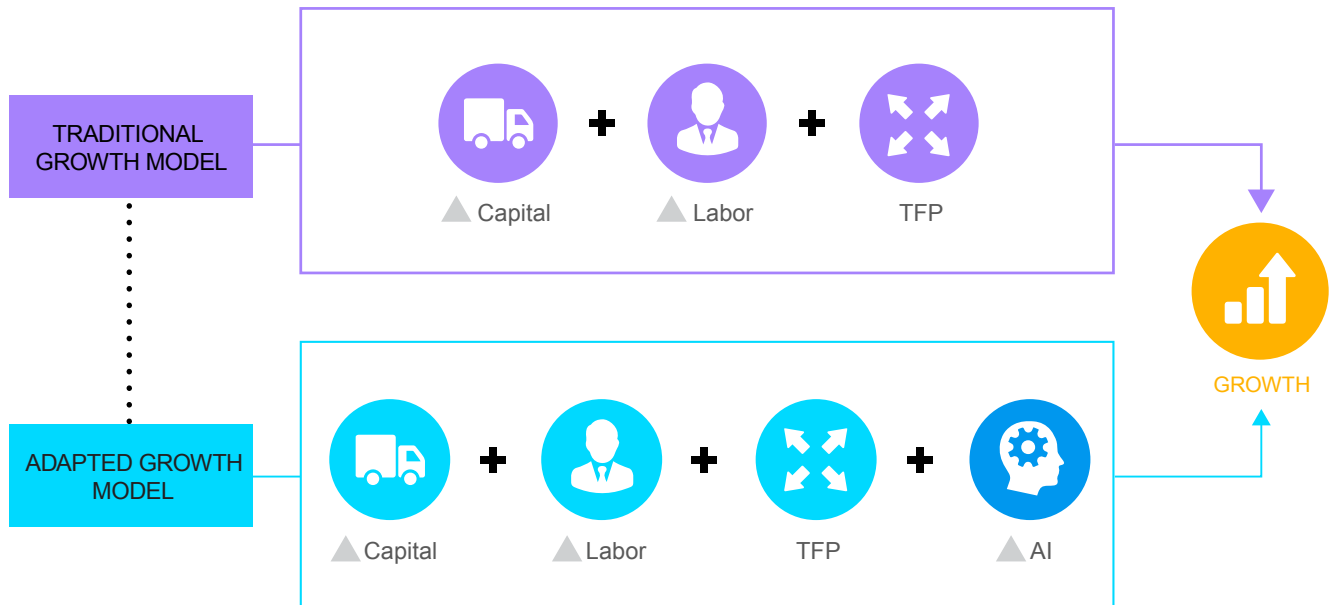 TRADITIONAL
GROWTH MODEL
Capital
Labor
TFP
GROWTH
ADAPTED GROWTH
MODEL
Capital
Labor
TFP
AI